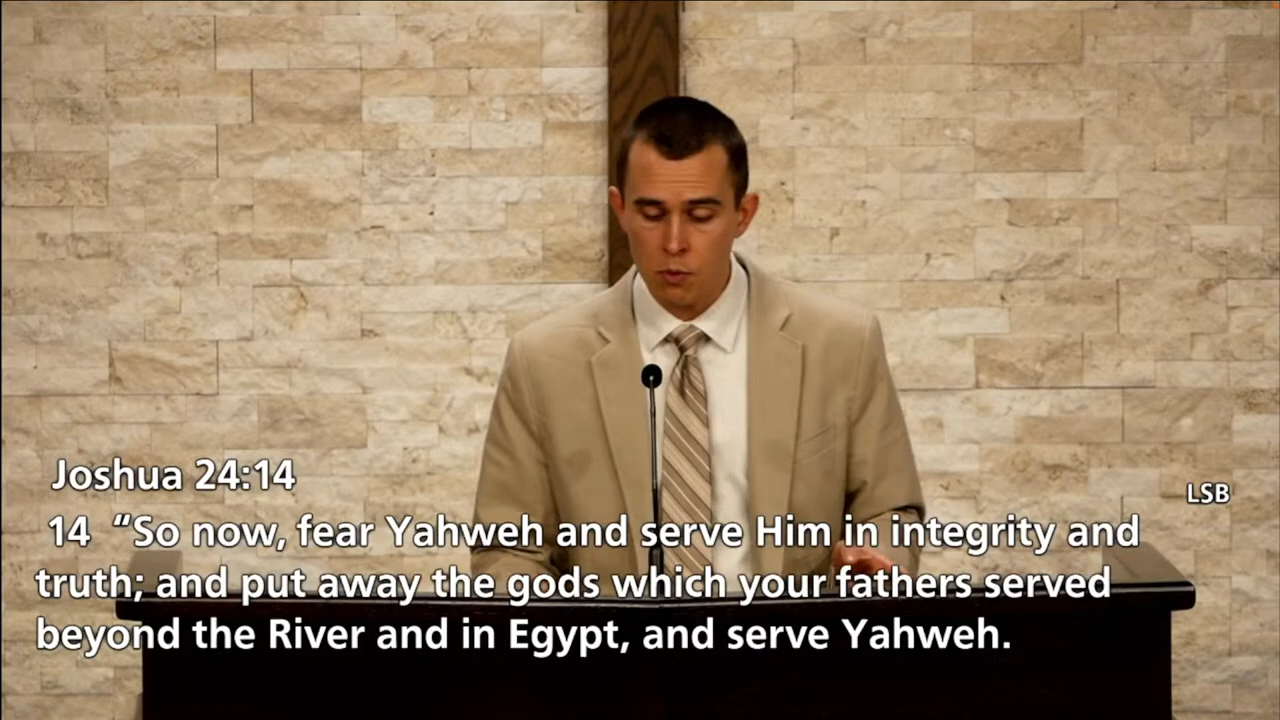 Joshua 24:14
LSB
14 “So now, fear Yahweh and serve Him in integrity and
truth; and put away the gods which your fathers served
beyond the River and in Egypt, and serve Yahweh.